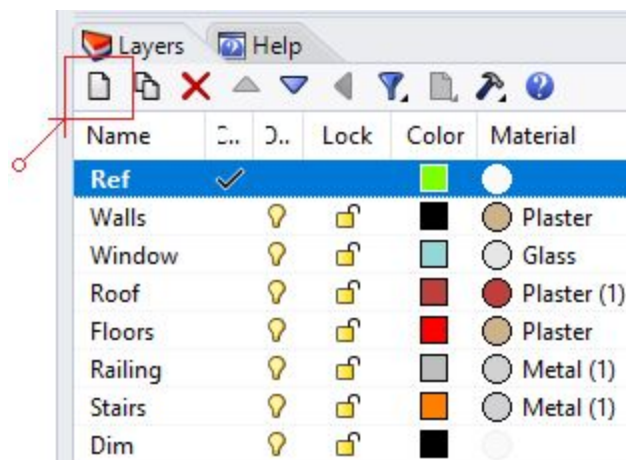 Layers Help
Name C.. D.. Lock Color Material
Ref
Walls Plaster
Window Glass
Roof Plaster (1)
Floors Plaster
Railing Metal (1)
Stairs Metal (1)
Dim